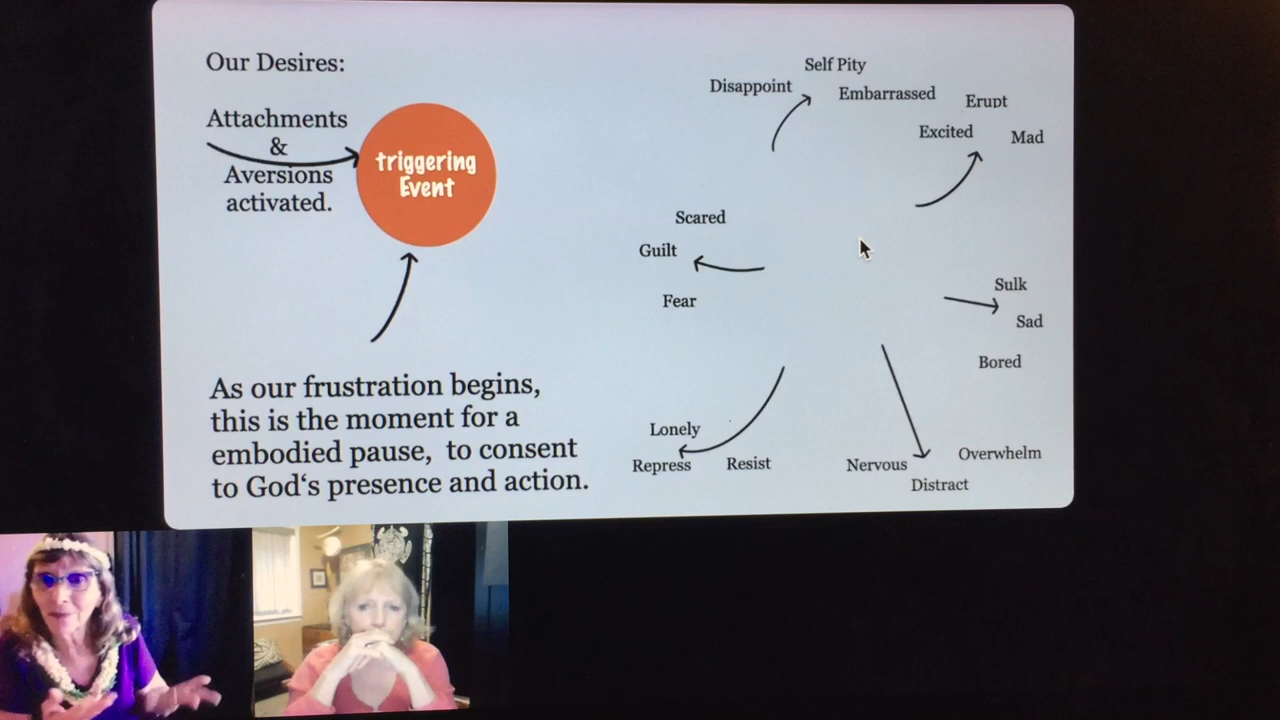 Our Desires:
Attachments
&
Aversions
activated.
triggering
Event
As our frustration begins,
this is the moment for a
embodied pause,  to consent
to God‘s presence and action.
Self Pity
Disappoint
Embarrassed
Erupt
Excited
Mad
Scared
Guilt
Fear
Sulk
Sad
Bored
Lonely
Repress
Resist
Nervous
Overwhelm
Distract